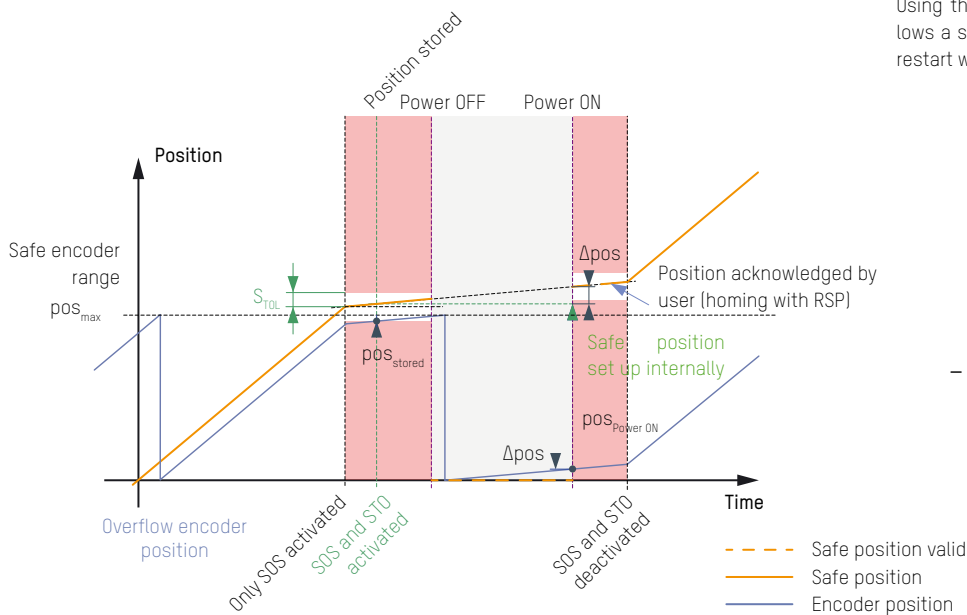 Using th
lows a s
restart w
Position stored
Power OFF
Power ON
Position
Safe encoder
range
pos_max
S_TOL
Δpos
Position acknowledged by
user (homing with RSP)
pos_stored
Safe position
set up internally
pos_Power ON
Δpos
Time
Overflow encoder
position
Only SOS activated
SOS and STO
activated
SOS and STO
deactivated
–
Safe position valid
Safe position
Encoder position